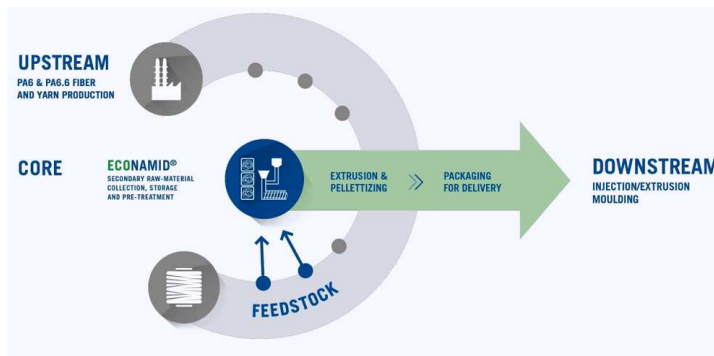 UPSTREAM
PA6 & PA6.6 FIBER
AND YARN PRODUCTION
CORE
ECONAMID®
SECONDARY RAW-MATERIAL
COLLECTION, STORAGE
AND PRE-TREATMENT
EXTRUSION &
PELLETTIZING
PACKAGING
FOR DELIVERY
DOWNSTREAM
INJECTION/EXTRUSION
MOULDING
FEEDSTOCK